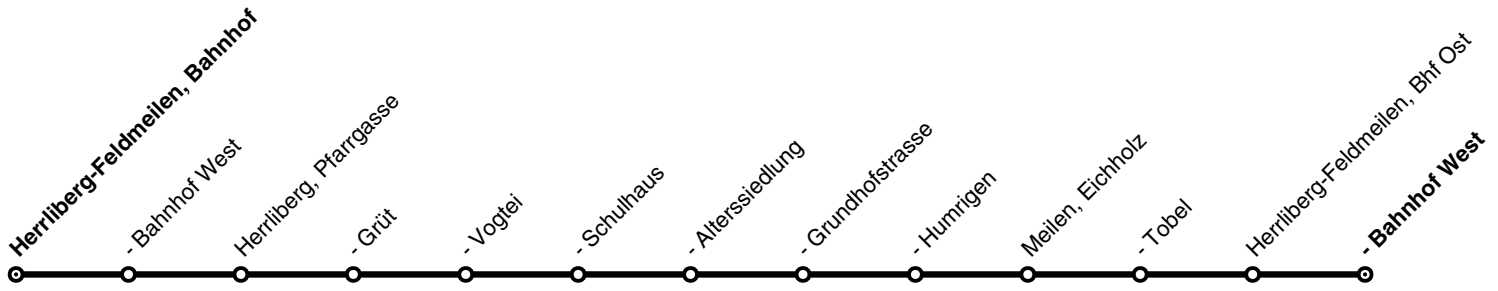 Herrliberg-Feldmeilen, Bahnhof
- Bahnhof West
Herrliberg, Pfarrgasse
- Grüt
- Vogtei
- Schulhaus
- Alterssiedlung
- Grundhofstrasse
- Humrigen
Meilen, Eichholz
- Tobel
Herrliberg-Feldmeilen, Bhf Ost
- Bahnhof West